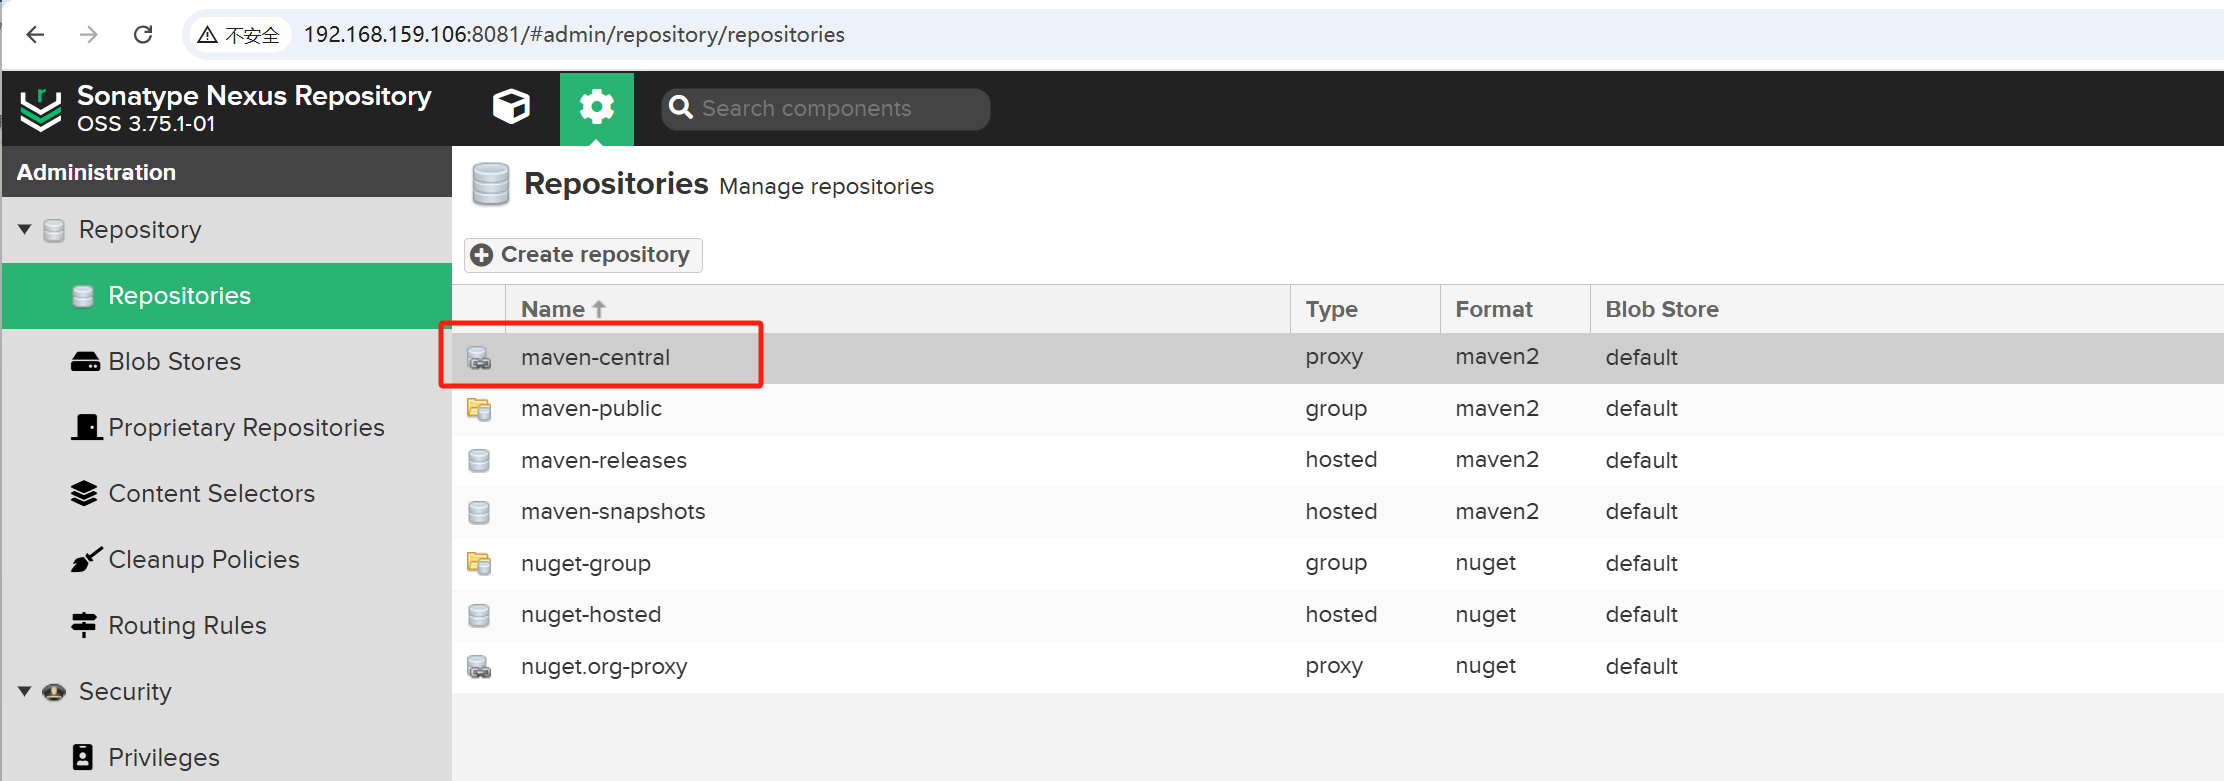 不安全 192.168.159.106:8081/#admin/repository/repositories
Sonatype Nexus Repository
OSS 3.75.1-01
Search components
Administration
Repository
Repositories
Blob Stores
Proprietary Repositories
Content Selectors
Cleanup Policies
Routing Rules
Security
Privileges
Repositories Manage repositories
Create repository
Name Type Format Blob Store
maven-central proxy maven2 default
maven-public group maven2 default
maven-releases hosted maven2 default
maven-snapshots hosted maven2 default
nuget-group group nuget default
nuget-hosted hosted nuget default
nuget.org-proxy proxy nuget default